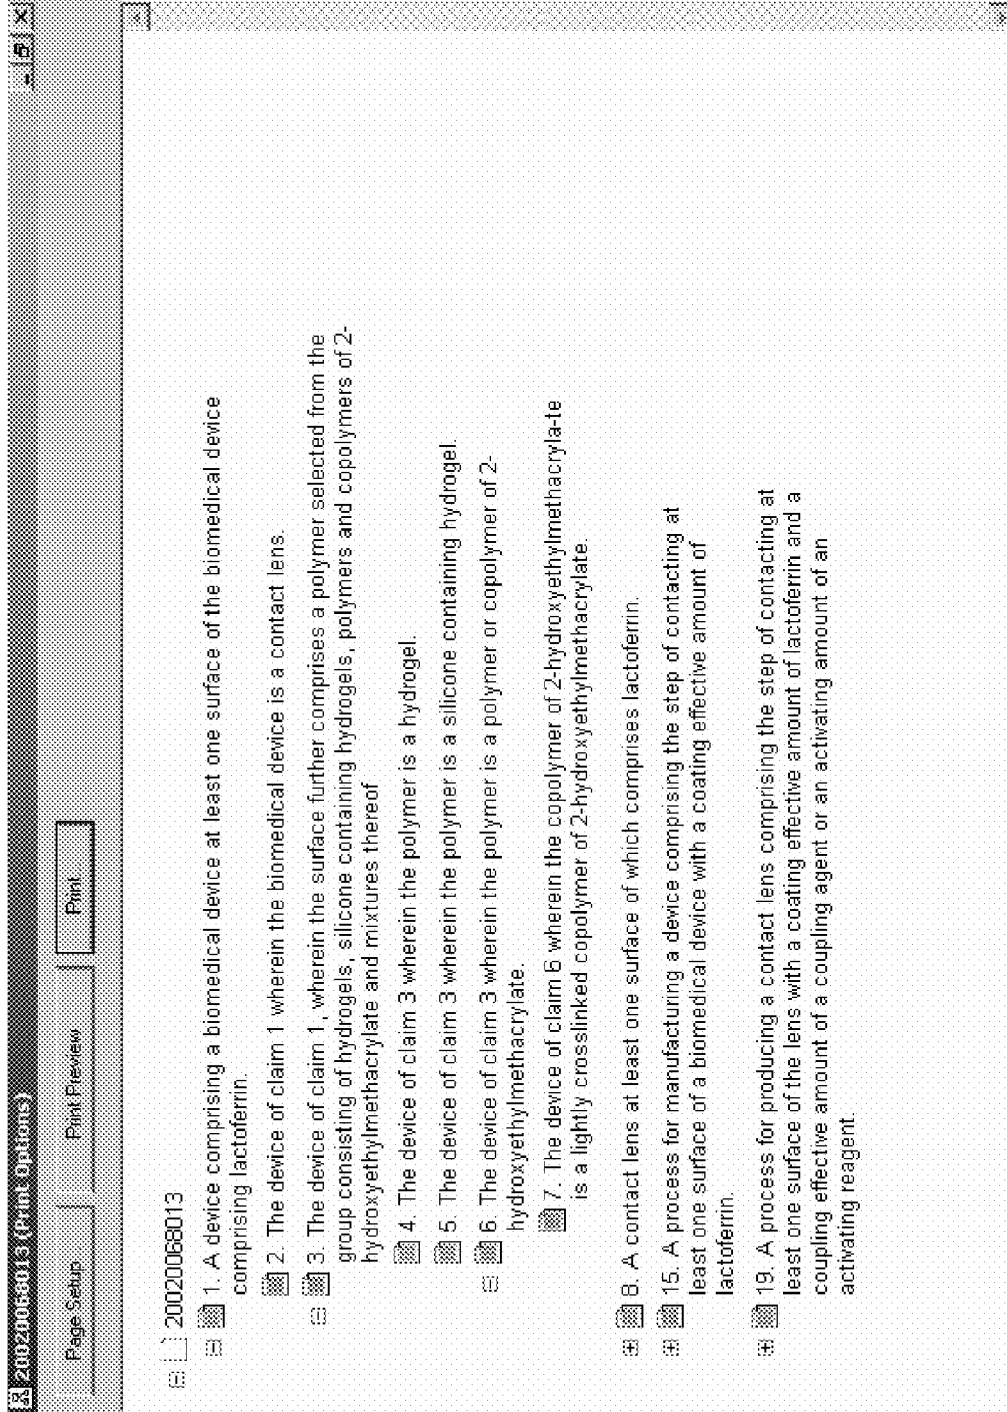 20020068013 (Print Options)
Page Setup
Print Preview
Print
20020068013
1. A device comprising a biomedical device at least one surface of the biomedical device
comprising lactoferrin.
2. The device of claim 1 wherein the biomedical device is a contact lens.
3. The device of claim 1, wherein the surface further comprises a polymer selected from the
group consisting of hydrogels, silicone containing hydrogels, polymers and copolymers of 2-
hydroxyethylmethacrylate and mixtures thereof
4. The device of claim 3 wherein the polymer is a hydrogel.
5. The device of claim 3 wherein the polymer is a silicone containing hydrogel.
6. The device of claim 3 wherein the polymer is a polymer or copolymer of 2-
hydroxyethylmethacrylate.
7. The device of claim 6 wherein the copolymer of 2-hydroxyethylmethacryla-te
is a lightly crosslinked copolymer of 2-hydroxyethylmethacrylate.
8. A contact lens at least one surface of which comprises lactoferrin.
15. A process for manufacturing a device comprising the step of contacting at
least one surface of a biomedical device with a coating effective amount of
lactoferrin.
19. A process for producing a contact lens comprising the step of contacting at
least one surface of the lens with a coating effective amount of lactoferrin and a
coupling effective amount of a coupling agent or an activating amount of an
activating reagent.